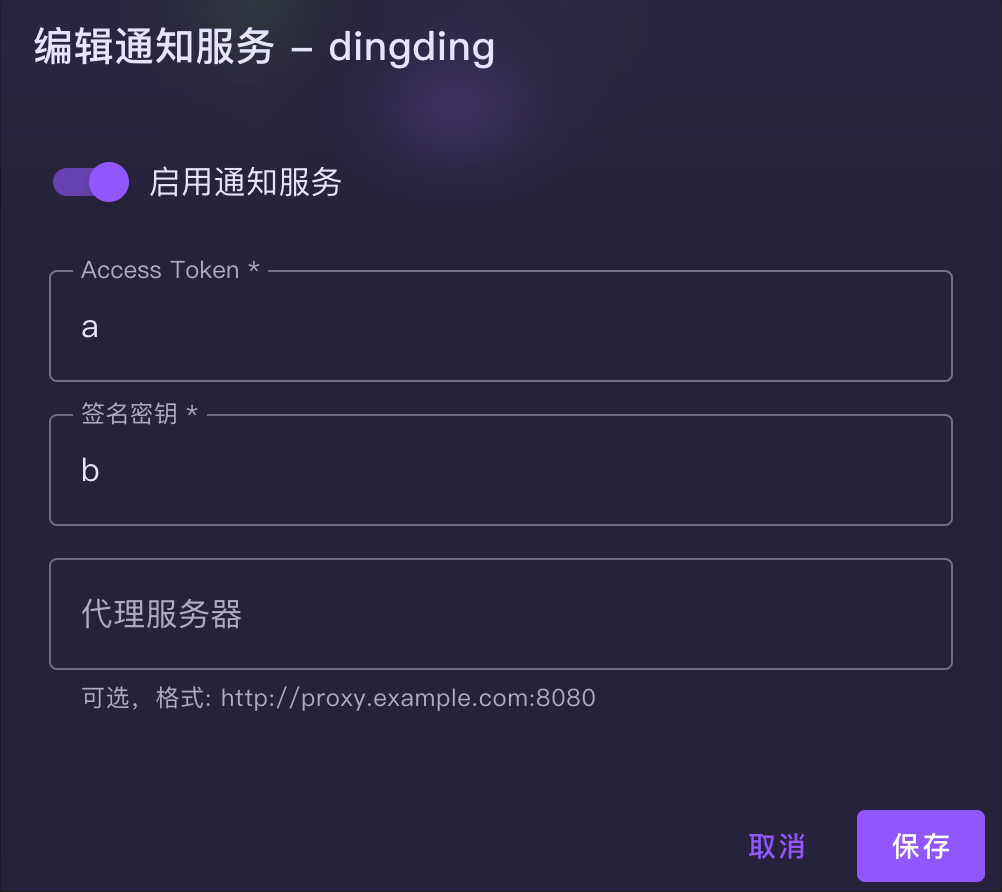 编辑通知服务 – dingding
启用通知服务
Access Token *
a
签名密钥 *
b
代理服务器
可选，格式: http://proxy.example.com:8080
取消
保存